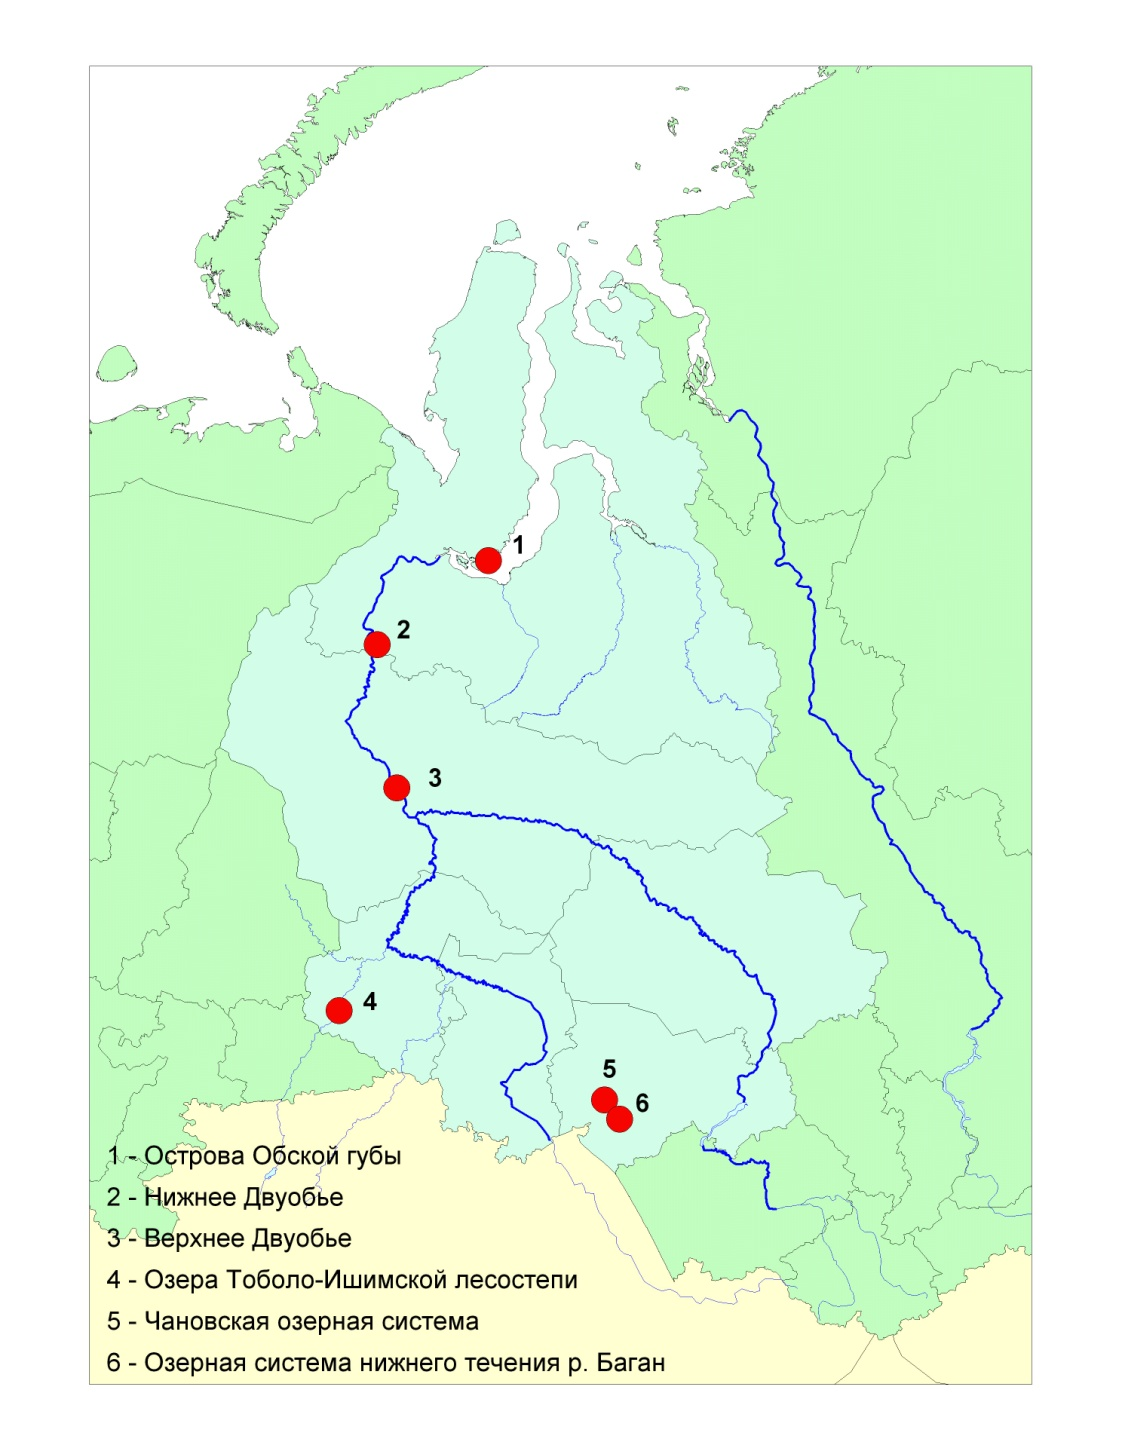 1
2
3
4
5
6
1 - Острова Обской губы
2 - Нижнее Двуобье
3 - Верхнее Двуобье
4 - Озера Тоболо-Ишимской лесостепи
5 - Чановская озерная система
6 - Озерная система нижнего течения р. Баган